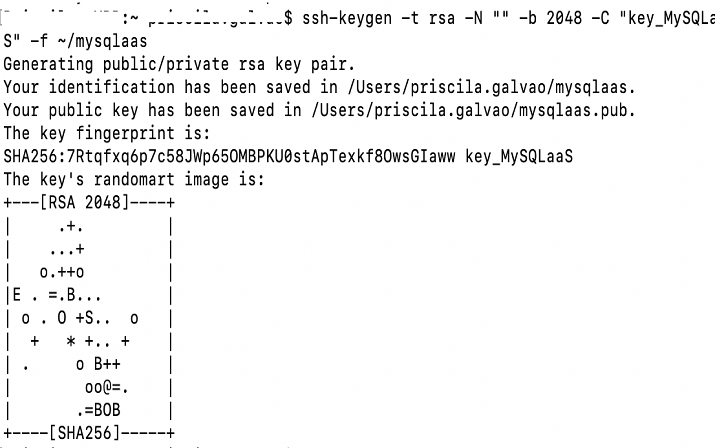 :~ $ ssh-keygen -t rsa -N "" -b 2048 -C "key_MySQLa
S" -f ~/mysqlaas
Generating public/private rsa key pair.
Your identification has been saved in /Users/priscila.galvao/mysqlaas.
Your public key has been saved in /Users/priscila.galvao/mysqlaas.pub.
The key fingerprint is:
SHA256:7Rtqfxq6p7c58JWp65OMBPKU0stApTexkf8OwsGIaww key_MySQLaaS
The key's randomart image is:
+---[RSA 2048]----+
|     .+.         |
|    ...+         |
|   o.++o         |
|E . =.B...       |
| o . O +S..  o   |
|  +   * +.. +    |
| .     o B++     |
|        oo@=.    |
|       .=BOB     |
+----[SHA256]-----+